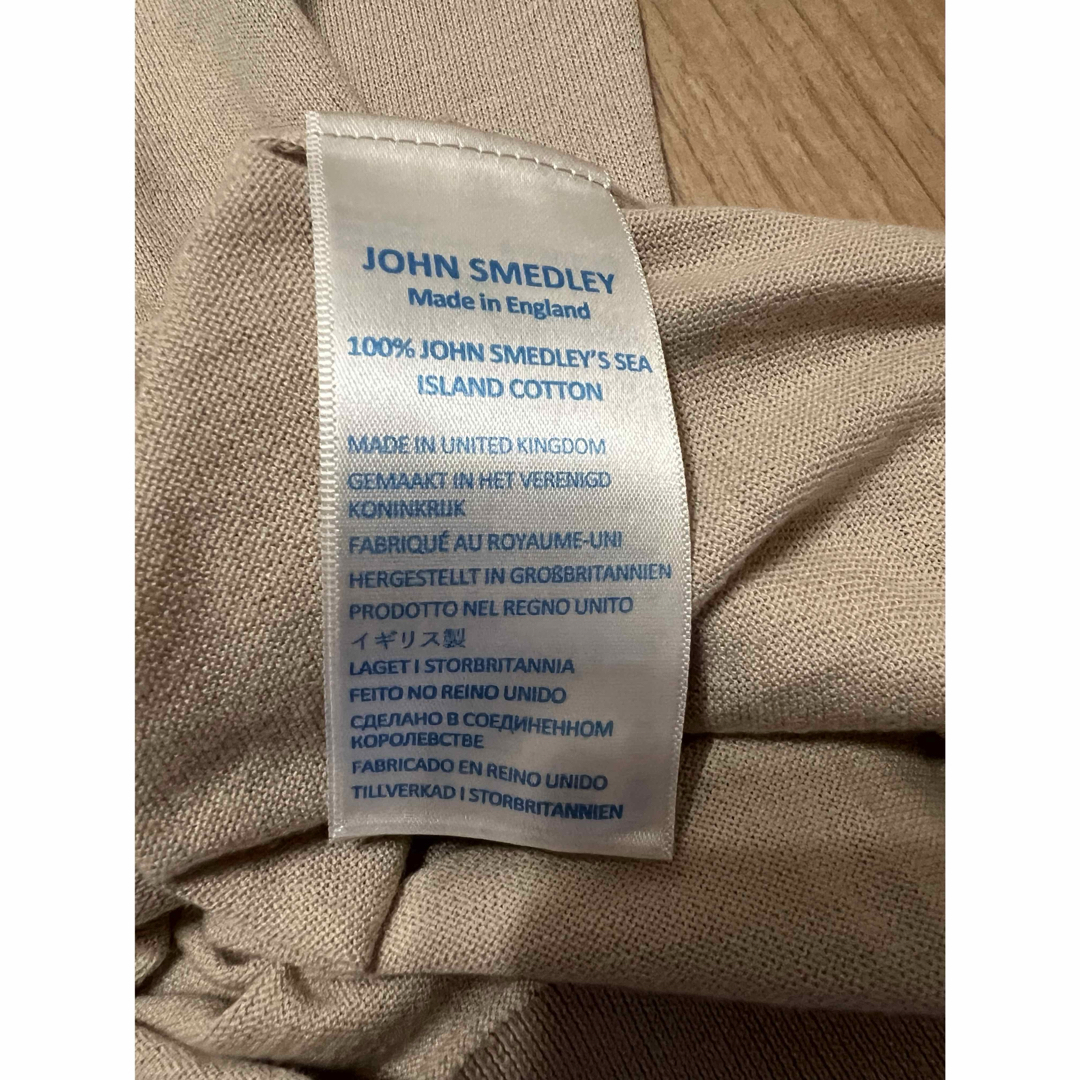 JOHN SMEDLEY
Made in England
100% JOHN SMEDLEY'S SEA
ISLAND COTTON
MADE IN UNITED KINGDOM
GEMAAKT IN HET VERENIGD
KONINKRIJK
FABRIQUÉ AU ROYAUME-UNI
HERGESTELLT IN GROßBRITANNIEN
PRODOTTO NEL REGNO UNITO
イギリス製
LAGET I STORBRITANNIA
FEITO NO REINO UNIDO
СДЕЛАНО В СОЕДИНЕННОМ
КОРОЛЕВСТВЕ
FABRICADO EN REINO UNIDO
TILLVERKAD I STORBRITANNIEN